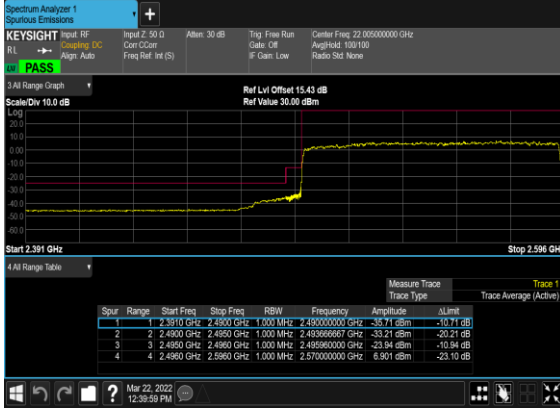 Spectrum Analyzer 1
Spurious Emissions
KEYSIGHT
RL
Input: RF
Coupling: DC
Align: Auto
Input Z: 50 Ω
Corr CCorr
Freq Ref: Int (S)
Atten: 30 dB
Trig: Free Run
Gate: Off
IF Gain: Low
Center Freq: 22.005000000 GHz
Avg|Hold: 100/100
Radio Std: None
PASS
3 All Range Graph
Scale/Div 10.0 dB
Ref Lvl Offset 15.43 dB
Ref Value 30.00 dBm
Log
20.0
10.0
0.00
-10.0
-20.0
-30.0
-40.0
-50.0
-60.0
Start 2.391 GHz
Stop 2.596 GH
4 All Range Table
Measure Trace Trace 1
Trace Type Trace Average (Active)
Spur Range Start Freq Stop Freq RBW Frequency Amplitude ΔLimit
1 1 2.3910 GHz 2.4900 GHz 1.000 MHz 2.490000000 GHz -35.71 dBm -10.71 dB
2 2 2.4900 GHz 2.4950 GHz 1.000 MHz 2.493666667 GHz -33.21 dBm -20.21 dB
3 3 2.4950 GHz 2.4960 GHz 1.000 MHz 2.495960000 GHz -23.94 dBm -10.94 dB
4 4 2.4960 GHz 2.5960 GHz 1.000 MHz 2.570000000 GHz 6.901 dBm -23.10 dB
Mar 22, 2022
12:39:59 PM